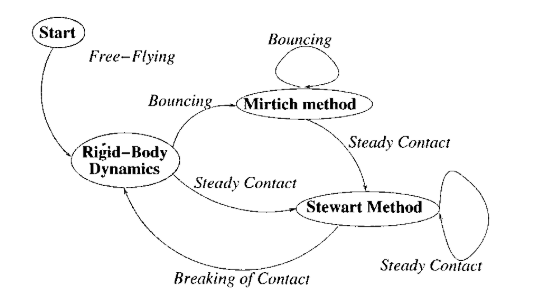 Start
Free-Flying
Bouncing
Bouncing
Mirtich method
Steady Contact
Rigid-Body
Dynamics
Steady Contact
Stewart Method
Steady Contact
Breaking of Contact